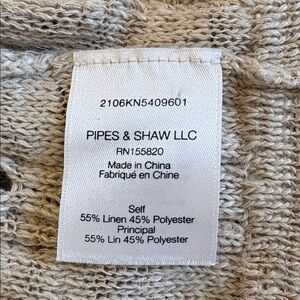 2106KN5409601
PIPES & SHAW LLC
RN155820
Made in China
Fabriqué en Chine
Self
55% Linen 45% Polyester
Principal
55% Lin 45% Polyester